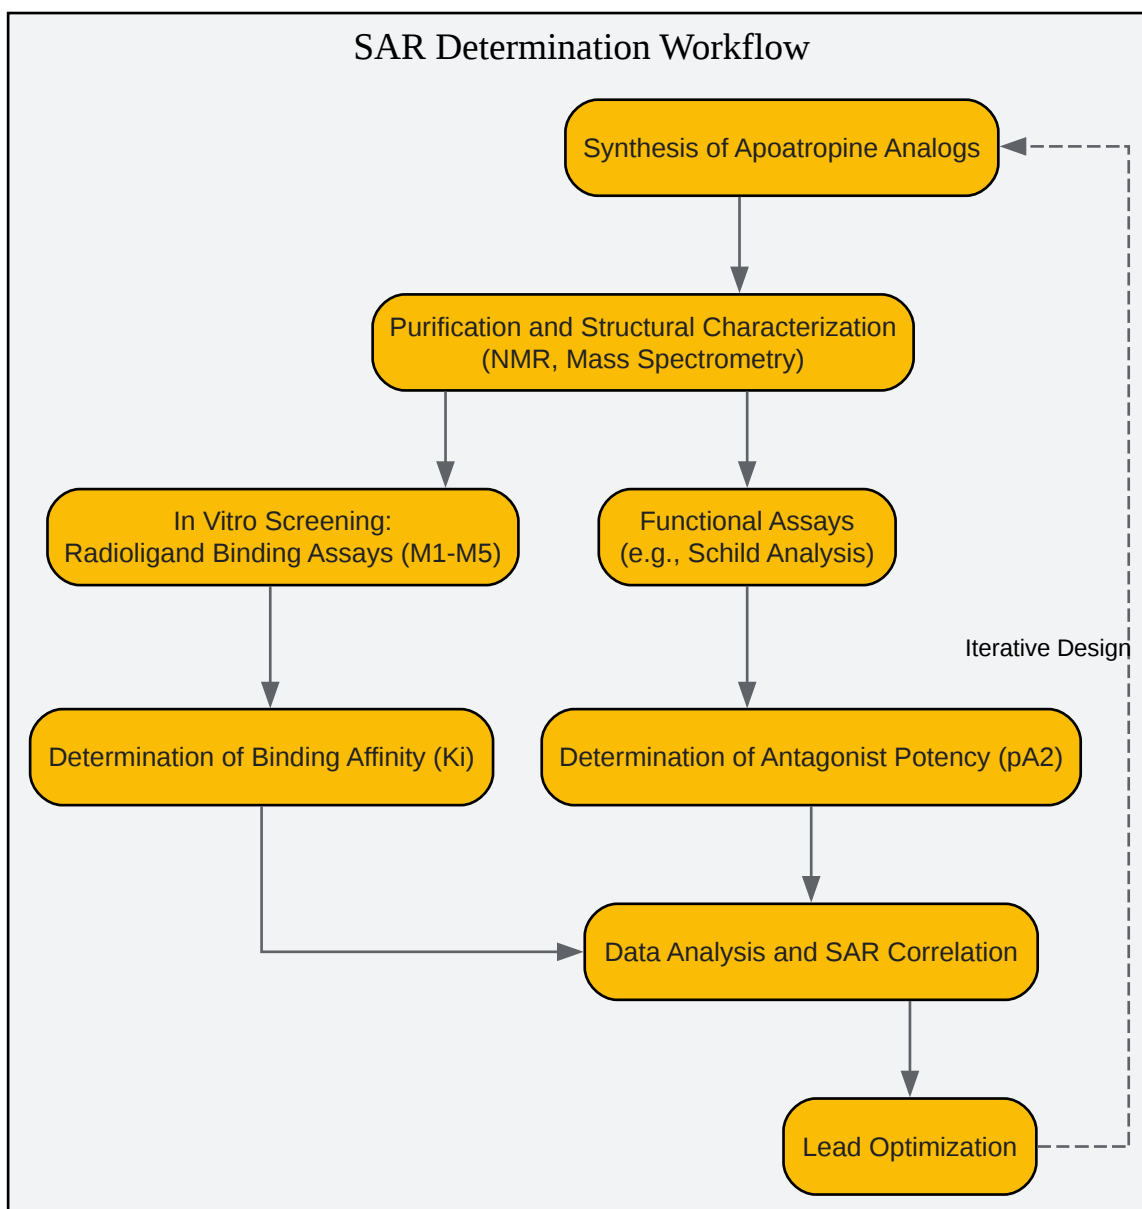 SAR Determination Workflow
Synthesis of Apoatropine Analogs
Purification and Structural Characterization
(NMR, Mass Spectrometry)
In Vitro Screening:
Radioligand Binding Assays (M1-M5)
Functional Assays
(e.g., Schild Analysis)
Iterative Design
Determination of Binding Affinity (Ki)
Determination of Antagonist Potency (pA2)
Data Analysis and SAR Correlation
Lead Optimization